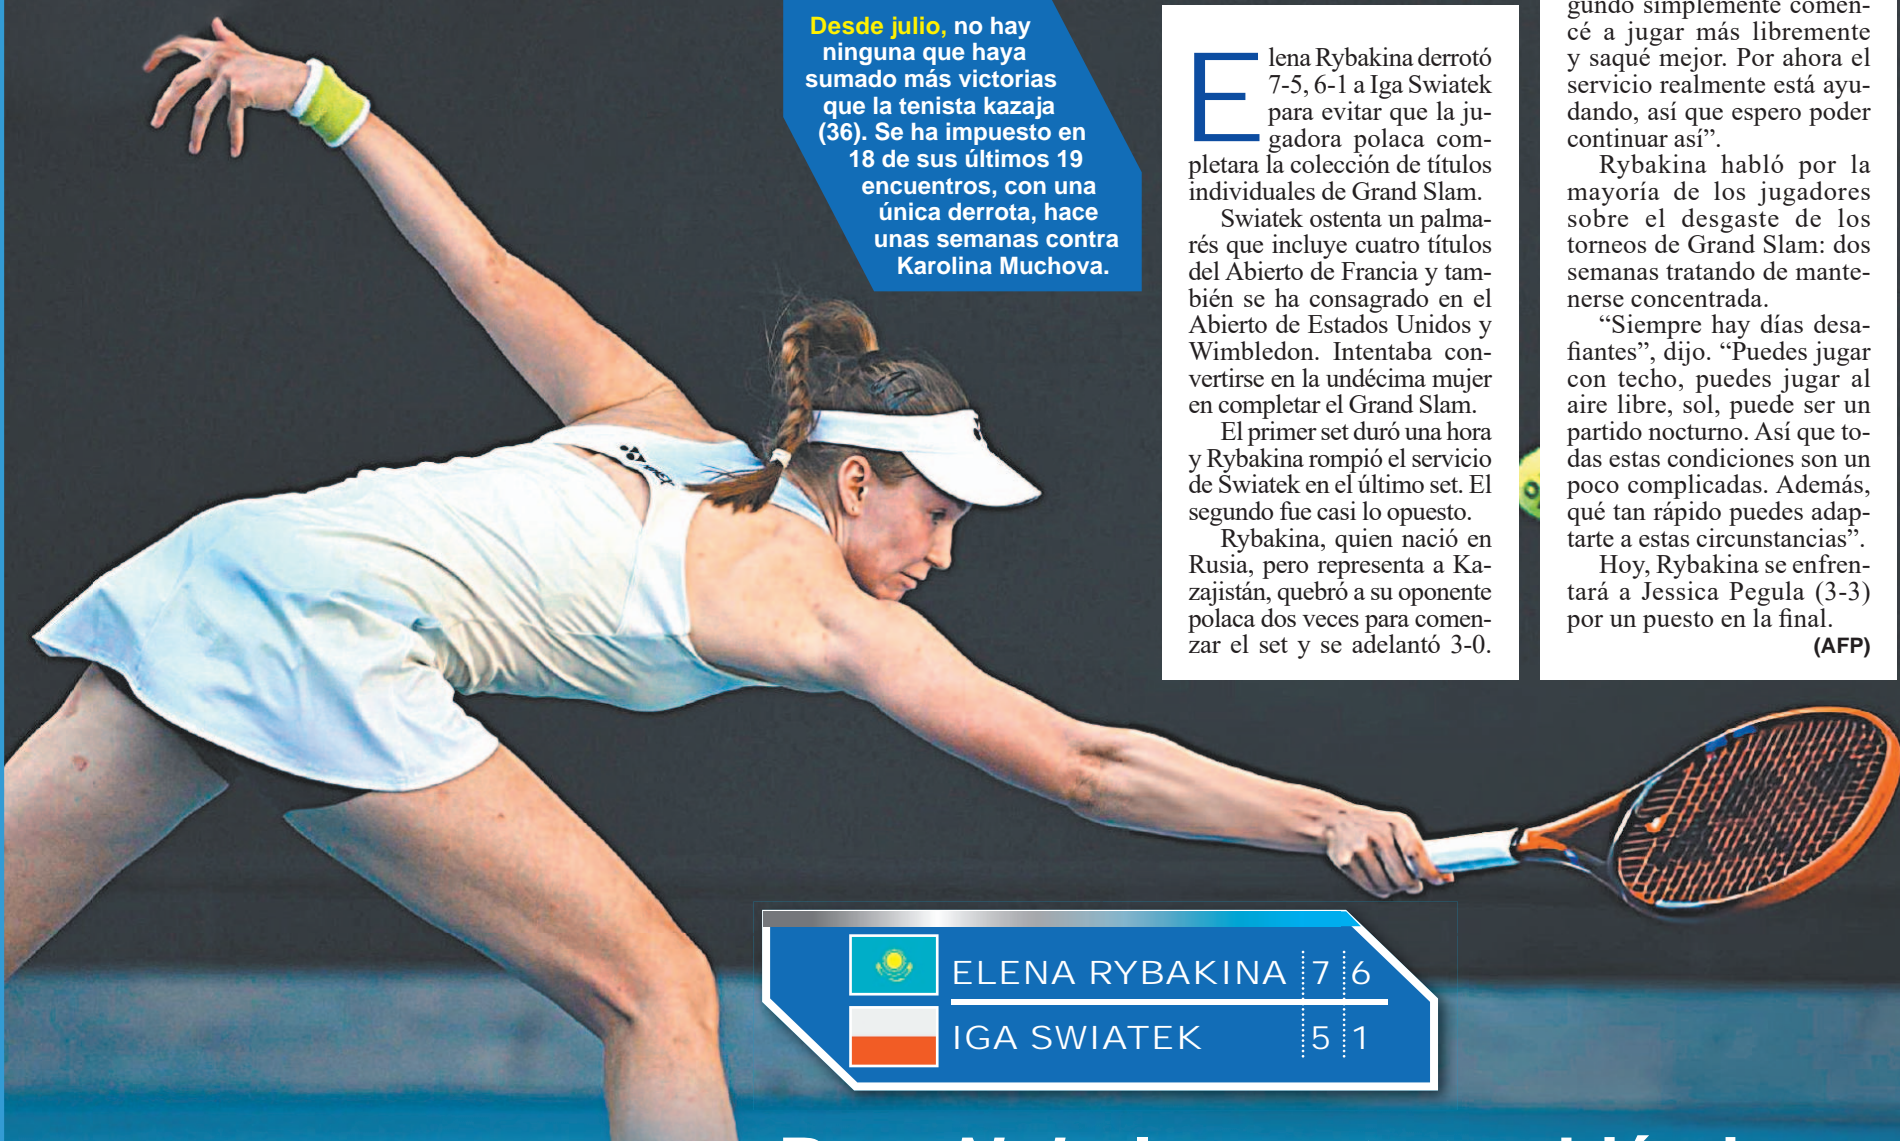 Desde julio, no hay
ninguna que haya
sumado más victorias
que la tenista kazaja
(36). Se ha impuesto en
18 de sus últimos 19
encuentros, con una
única derrota, hace
unas semanas contra
Karolina Muchova.
Elena Rybakina derrotó
7-5, 6-1 a Iga Swiatek
para evitar que la ju-
gadora polaca com-
pletara la colección de títulos
individuales de Grand Slam.
Swiatek ostenta un palma-
rés que incluye cuatro títulos
del Abierto de Francia y tam-
bién se ha consagrado en el
Abierto de Estados Unidos y
Wimbledon. Intentaba con-
vertirse en la undécima mujer
en completar el Grand Slam.
El primer set duró una hora
y Rybakina rompió el servicio
de Swiatek en el último set. El
segundo fue casi lo opuesto.
Rybakina, quien nació en
Rusia, pero representa a Ka-
zajistán, quebró a su oponente
polaca dos veces para comen-
zar el set y se adelantó 3-0.
gundo simplemente comen-
cé a jugar más libremente
y saqué mejor. Por ahora el
servicio realmente está ayu-
dando, así que espero poder
continuar así”.
Rybakina habló por la
mayoría de los jugadores
sobre el desgaste de los
torneos de Grand Slam: dos
semanas tratando de mante-
nerse concentrada.
“Siempre hay días desa-
fiantes”, dijo. “Puedes jugar
con techo, puedes jugar al
aire libre, sol, puede ser un
partido nocturno. Así que to-
das estas condiciones son un
poco complicadas. Además,
qué tan rápido puedes adap-
tarte a estas circunstancias”.
Hoy, Rybakina se enfren-
tará a Jessica Pegula (3-3)
por un puesto en la final.
(AFP)
ELENA RYBAKINA 7 6
IGA SWIATEK 5 1